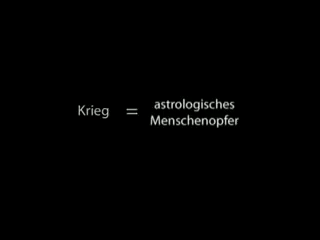 Krieg = astrologisches
Menschenopfer